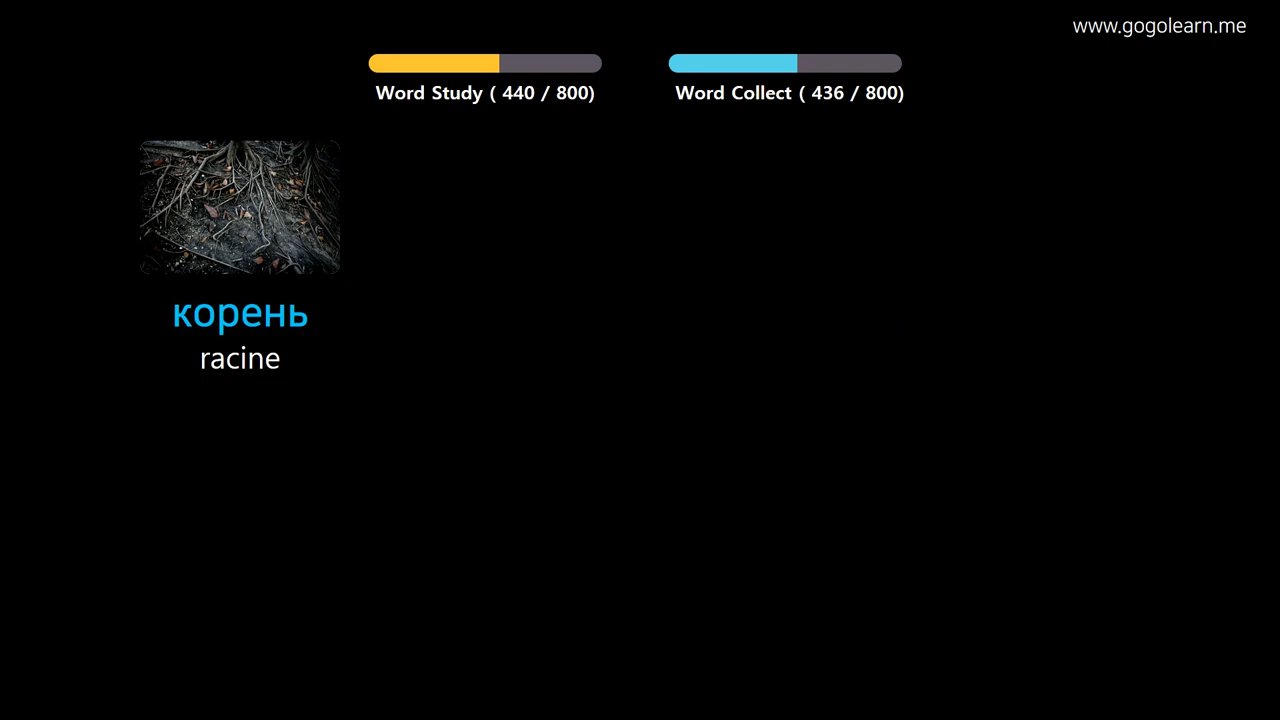 www.gogolearn.me
Word Study ( 440 / 800)
Word Collect ( 436 / 800)
корень
racine